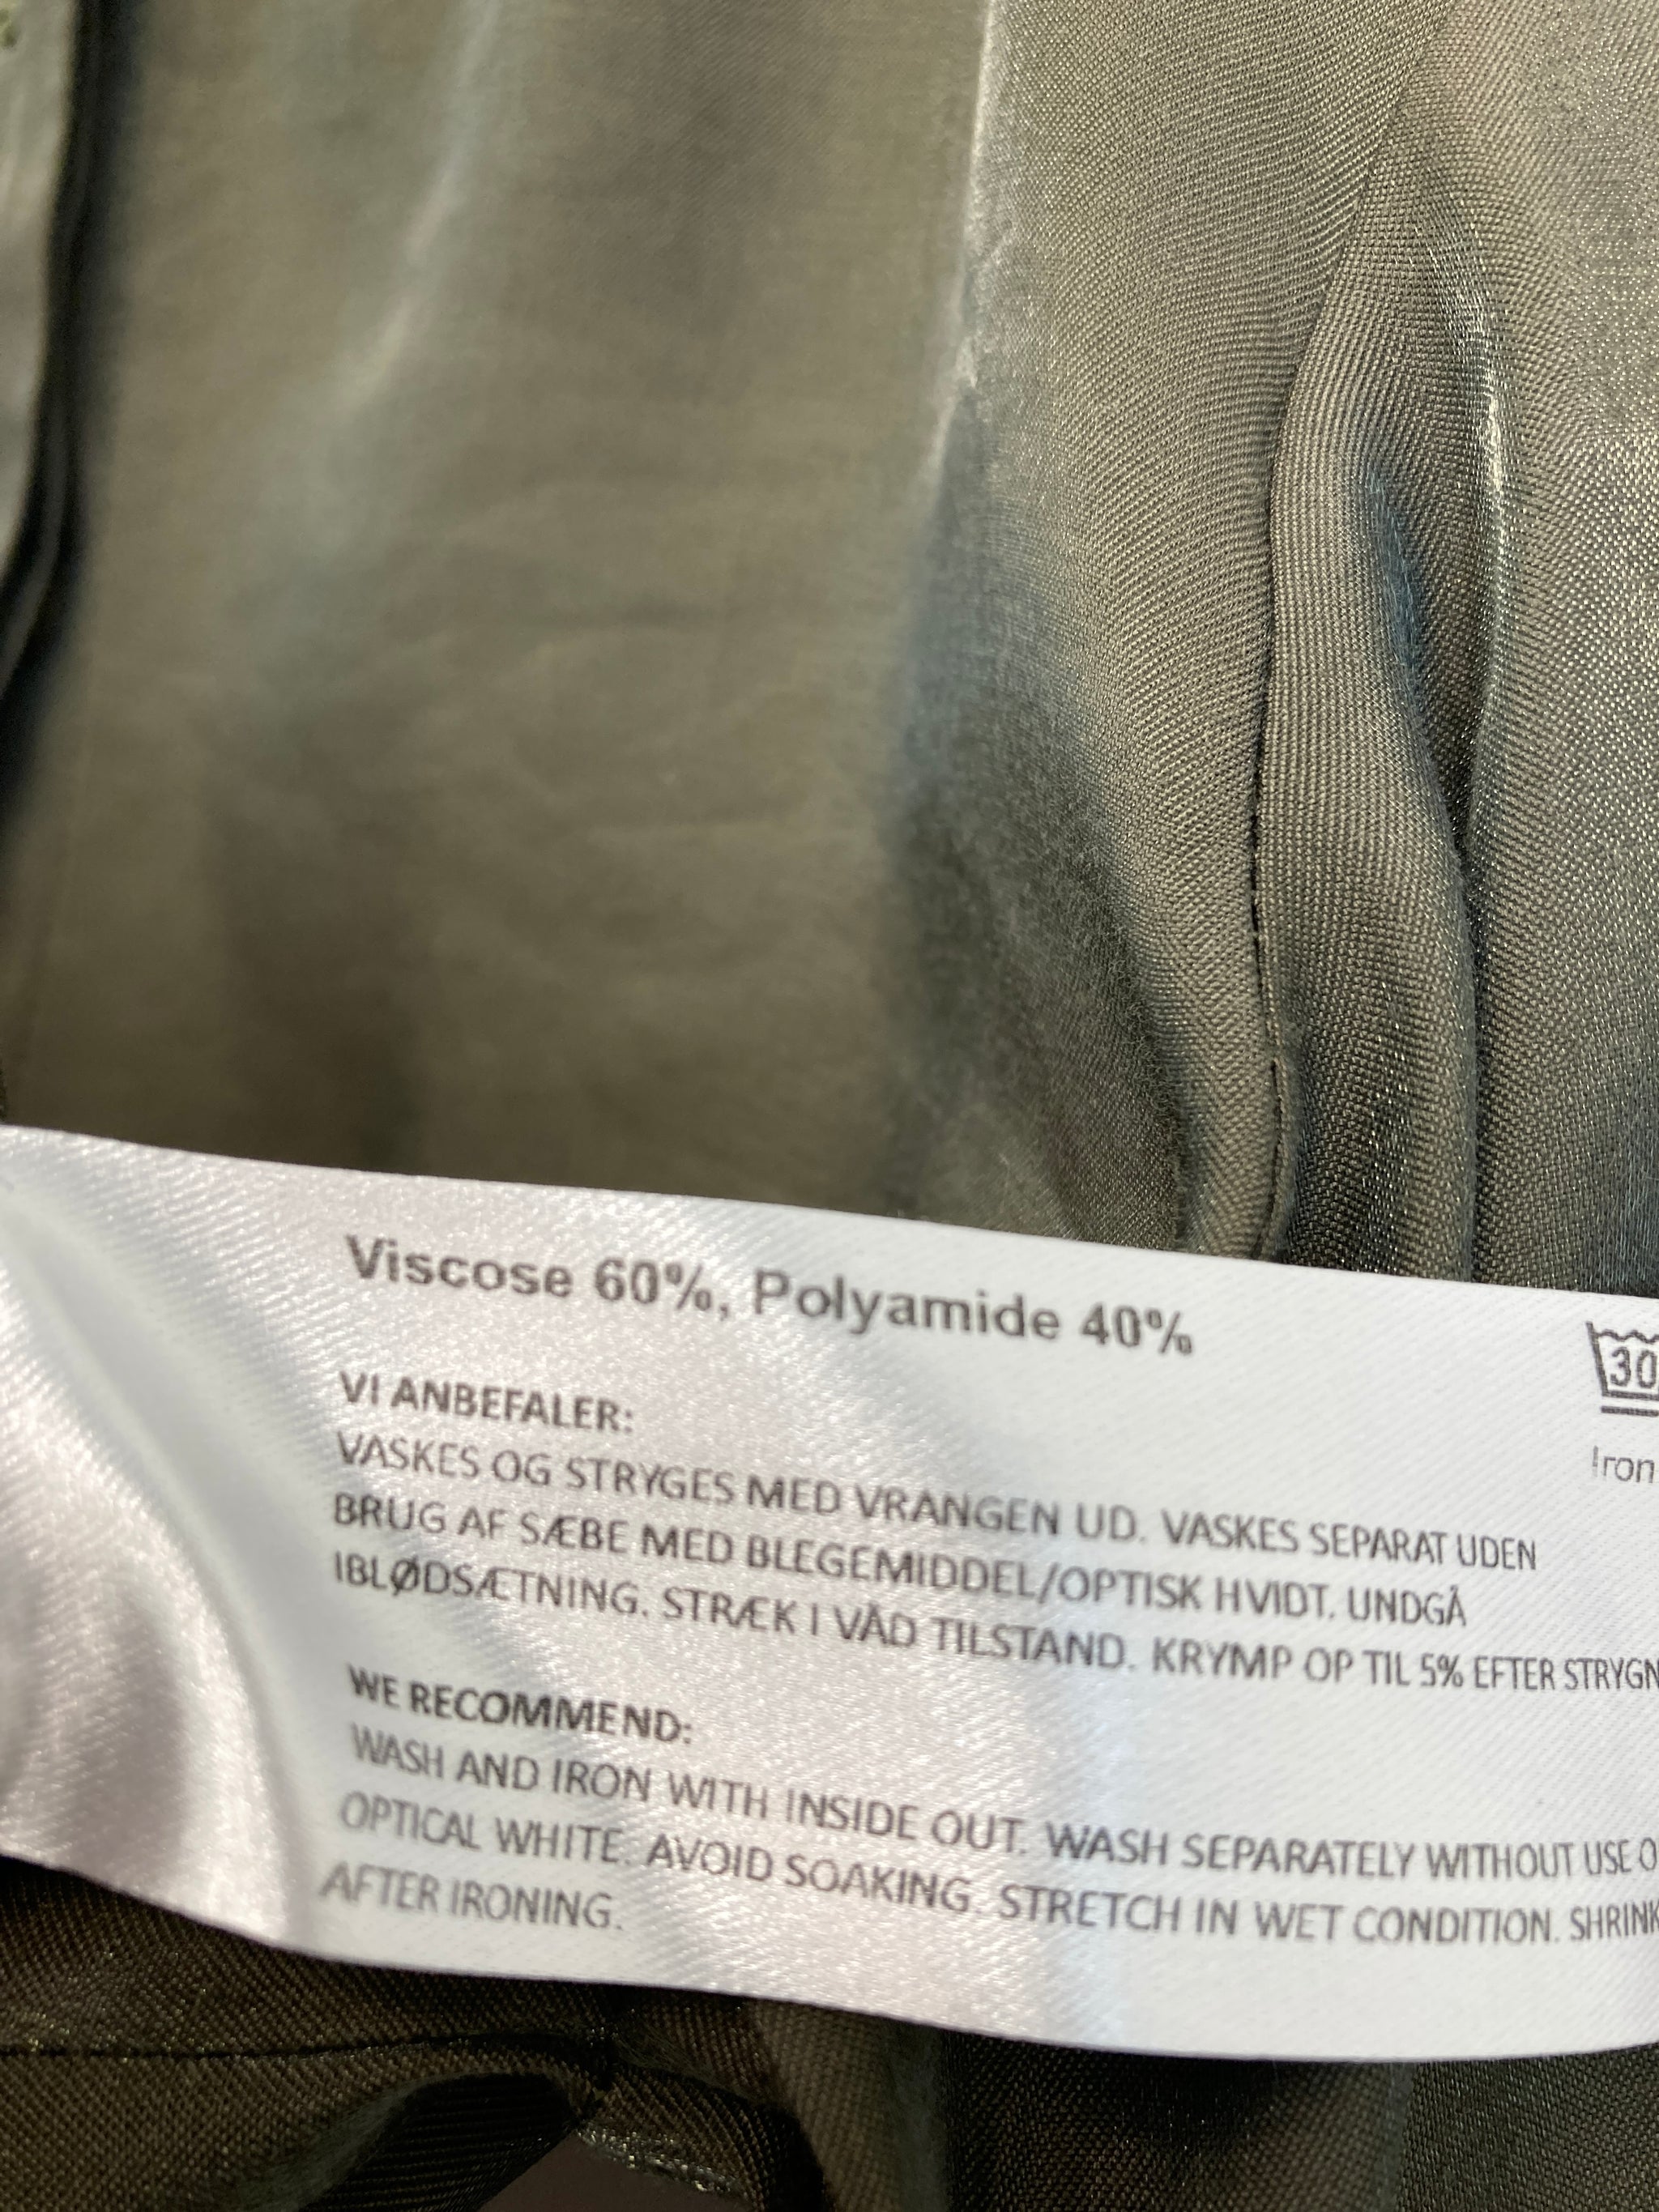 Viscose 60%, Polyamide 40%
30
Iron
VI ANBEFALER:
VASKES OG STRYGES MED VRANGEN UD. VASKES SEPARAT UDEN
BRUG AF SÆBE MED BLEGEMIDDEL/OPTISK HVIDT. UNDGÅ
IBLØDSÆTNING. STRÆK I VÅD TILSTAND. KRYMP OP TIL 5% EFTER STRYGN
WE RECOMMEND:
WASH AND IRON WITH INSIDE OUT. WASH SEPARATELY WITHOUT USE O
OPTICAL WHITE. AVOID SOAKING. STRETCH IN WET CONDITION. SHRINK
AFTER IRONING.